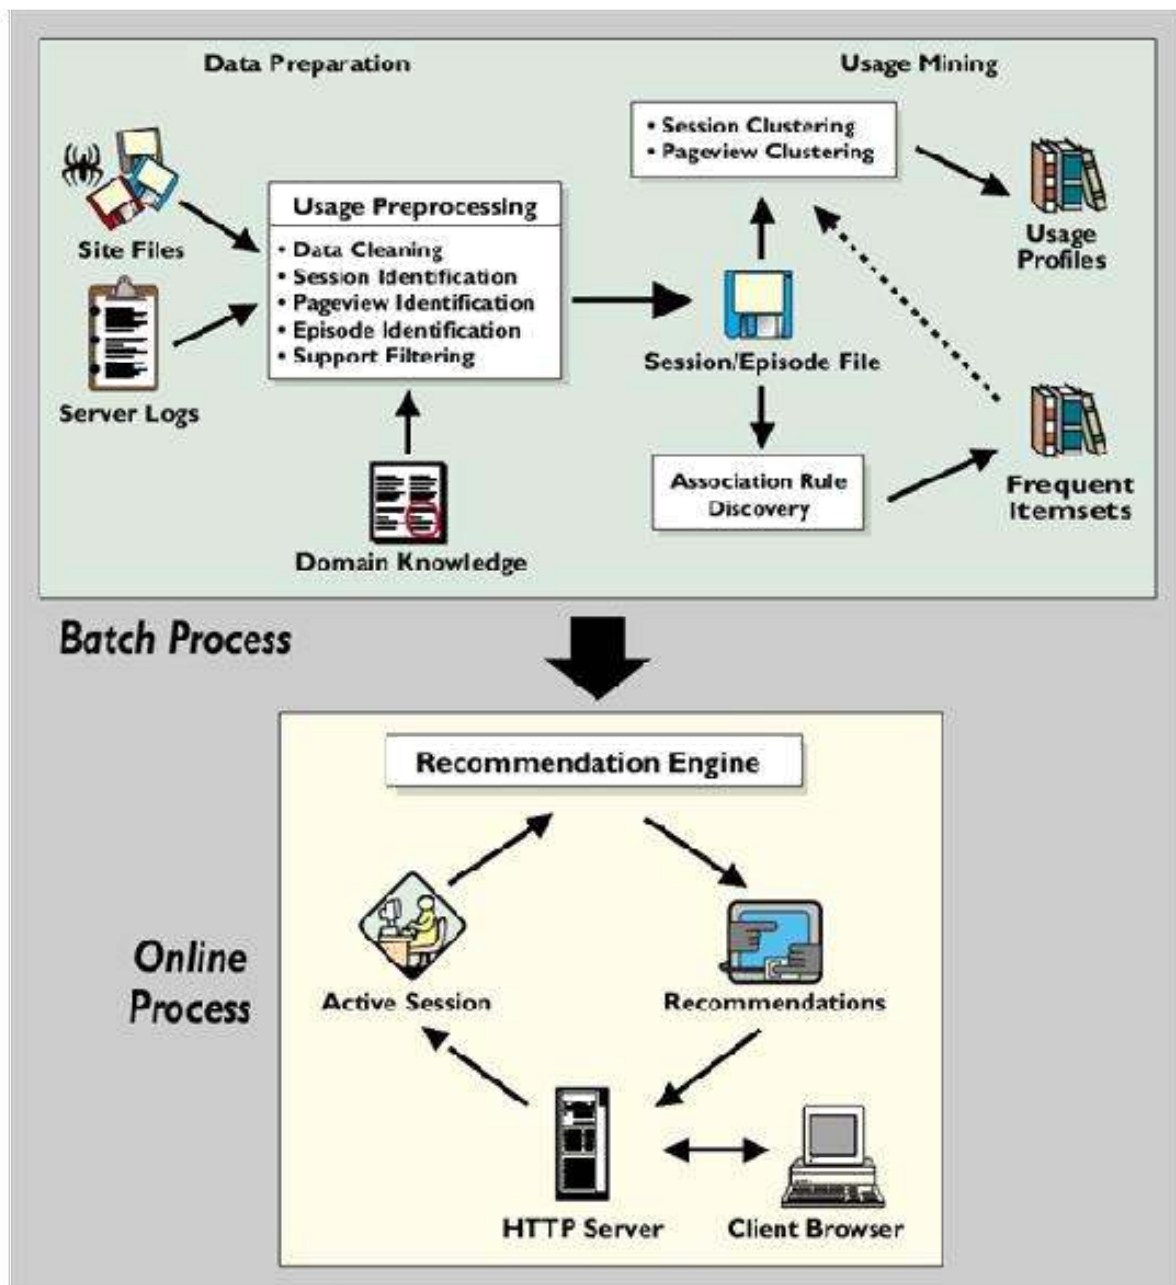 Data Preparation
Usage Mining
Site Files
Server Logs
Usage Preprocessing
• Data Cleaning
• Session Identification
• Pageview Identification
• Episode Identification
• Support Filtering
Domain Knowledge
• Session Clustering
• Pageview Clustering
Session/Episode File
Association Rule
Discovery
Usage
Profiles
Frequent
Itemsets
Batch Process
Recommendation Engine
Active Session
Recommendations
Online
Process
HTTP Server
Client Browser